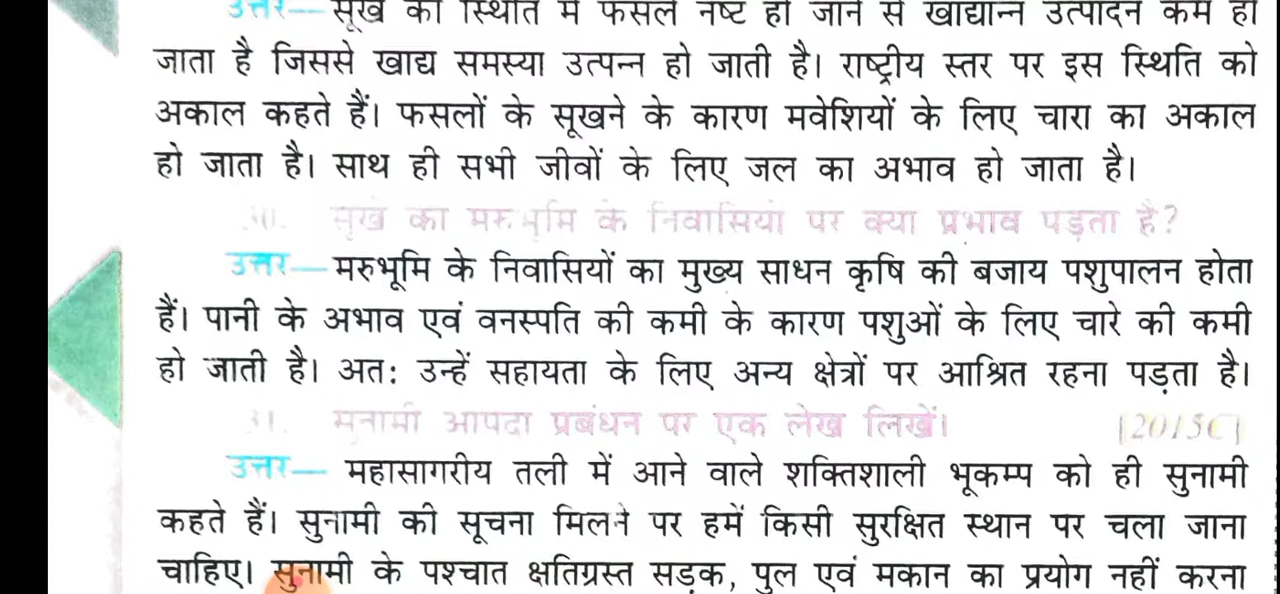 उत्तर— सूखे की स्थिति में फसल नष्ट हो जाने से खाद्यान्न उत्पादन कम हो
जाता है जिससे खाद्य समस्या उत्पन्न हो जाती है। राष्ट्रीय स्तर पर इस स्थिति को
अकाल कहते हैं। फसलों के सूखने के कारण मवेशियों के लिए चारा का अकाल
हो जाता है। साथ ही सभी जीवों के लिए जल का अभाव हो जाता है।
सूखे का मरुभूमि के निवासियों पर क्या प्रभाव पड़ता है?
उत्तर— मरुभूमि के निवासियों का मुख्य साधन कृषि की बजाय पशुपालन होता
हैं। पानी के अभाव एवं वनस्पति की कमी के कारण पशुओं के लिए चारे की कमी
हो जाती है। अतः उन्हें सहायता के लिए अन्य क्षेत्रों पर आश्रित रहना पड़ता है।
31. सुनामी आपदा प्रबंधन पर एक लेख लिखें। [2015C]
उत्तर— महासागरीय तली में आने वाले शक्तिशाली भूकम्प को ही सुनामी
कहते हैं। सुनामी की सूचना मिलने पर हमें किसी सुरक्षित स्थान पर चला जाना
चाहिए। सुनामी के पश्चात क्षतिग्रस्त सड़क, पुल एवं मकान का प्रयोग नहीं करना